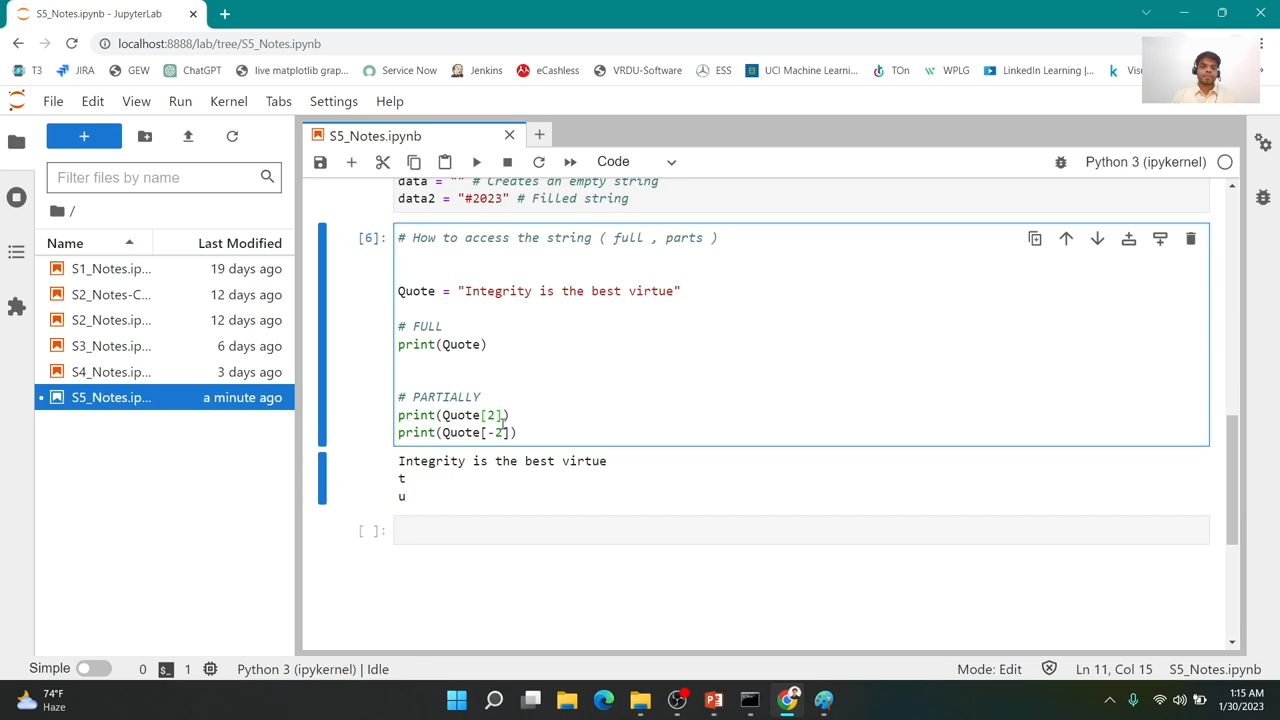 S5_Notes.ipynb - JupyterLab
localhost:8888/lab/tree/S5_Notes.ipynb
T3 JIRA GEW ChatGPT live matplotlib grap... Service Now Jenkins eCashless VRDU-Software ESS UCI Machine Learni... TOn WPLG LinkedIn Learning |... Visu
File Edit View Run Kernel Tabs Settings Help
S5_Notes.ipynb
Code
Python 3 (ipykernel)
Filter files by name
/
Name Last Modified
S1_Notes.ip... 19 days ago
S2_Notes-C... 12 days ago
S2_Notes.ip... 12 days ago
S3_Notes.ip... 6 days ago
S4_Notes.ip... 3 days ago
S5_Notes.ip... a minute ago
data = "" # Creates an empty string
data2 = "#2023" # Filled string
[6]: # How to access the string ( full , parts )
Quote = "Integrity is the best virtue"
# FULL
print(Quote)
# PARTIALLY
print(Quote[2])
print(Quote[-2])
Integrity is the best virtue
t
u
[ ]:
Simple 0 1 Python 3 (ipykernel) | Idle Mode: Edit Ln 11, Col 15 S5_Notes.ipynb
74°F
Haze
1:15 AM
1/30/2023